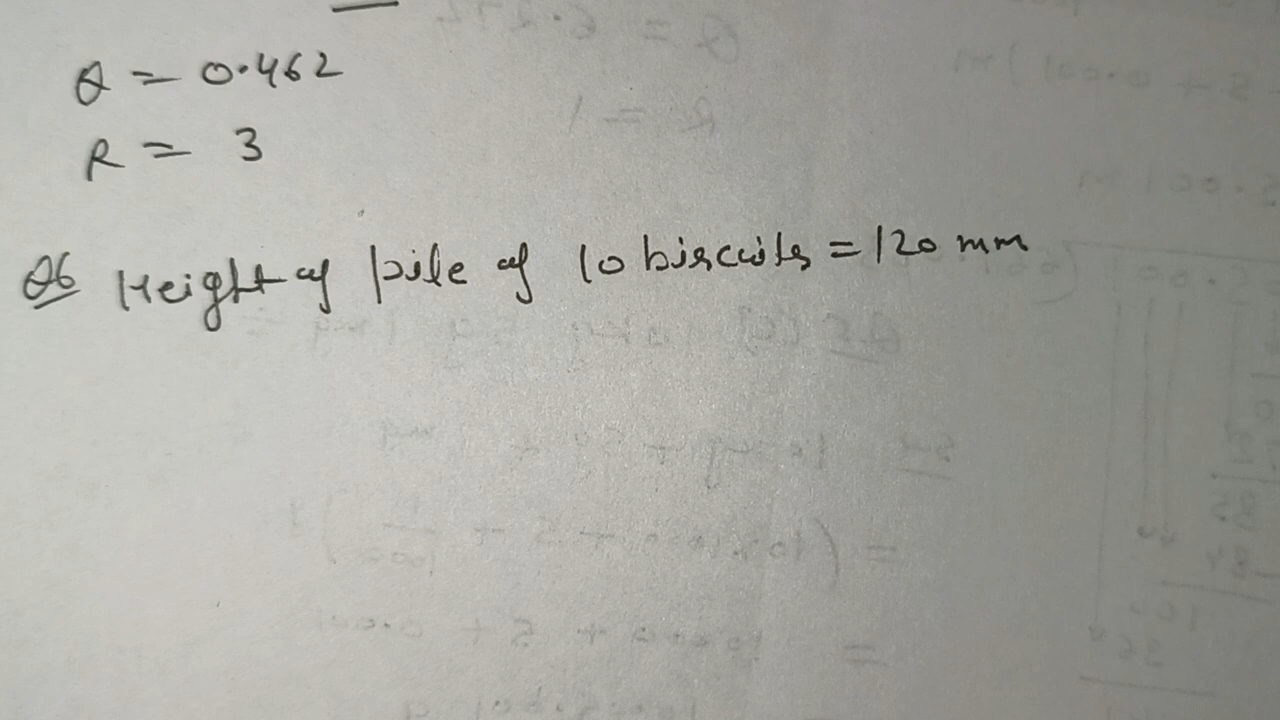 Q = 0.462
R = 3
Q6 Height of pile of 10 biscuits = 120 mm